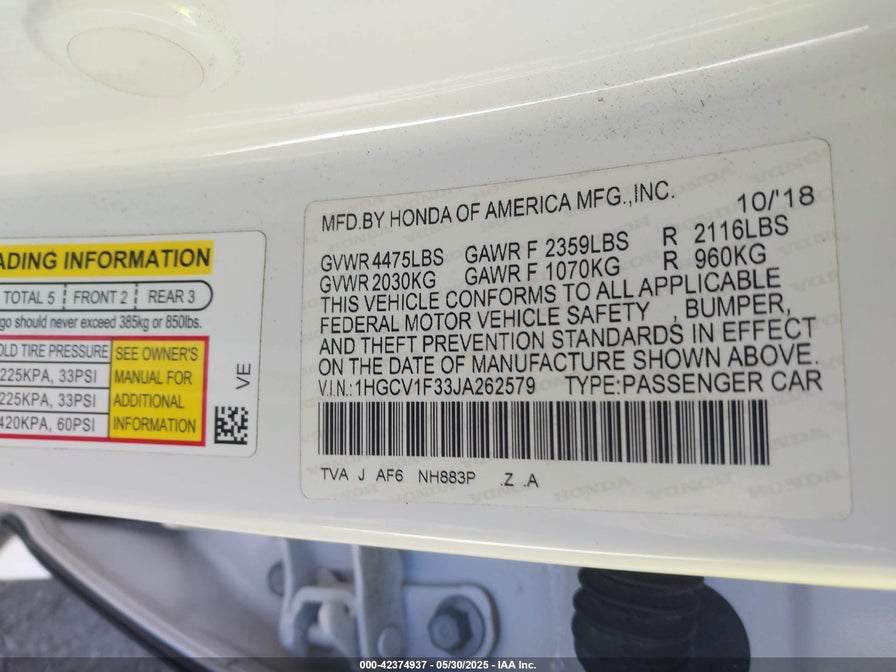 ADING INFORMATION
TOTAL 5 | FRONT 2 | REAR 3
go should never exceed 385kg or 850lbs.
OLD TIRE PRESSURE
225KPA, 33PSI
225KPA, 33PSI
420KPA, 60PSI
SEE OWNER'S
MANUAL FOR
ADDITIONAL
INFORMATION
VE
MFD.BY HONDA OF AMERICA MFG.,INC. 10/'18
GVWR 4475LBS GAWR F 2359LBS R 2116LBS
GVWR 2030KG GAWR F 1070KG R 960KG
THIS VEHICLE CONFORMS TO ALL APPLICABLE
FEDERAL MOTOR VEHICLE SAFETY , BUMPER,
AND THEFT PREVENTION STANDARDS IN EFFECT
ON THE DATE OF MANUFACTURE SHOWN ABOVE.
V.I.N.:1HGCV1F33JA262579 TYPE:PASSENGER CAR
TVA J AF6 NH883P .Z .A
000-42374937 - 05/30/2025 - IAA Inc.